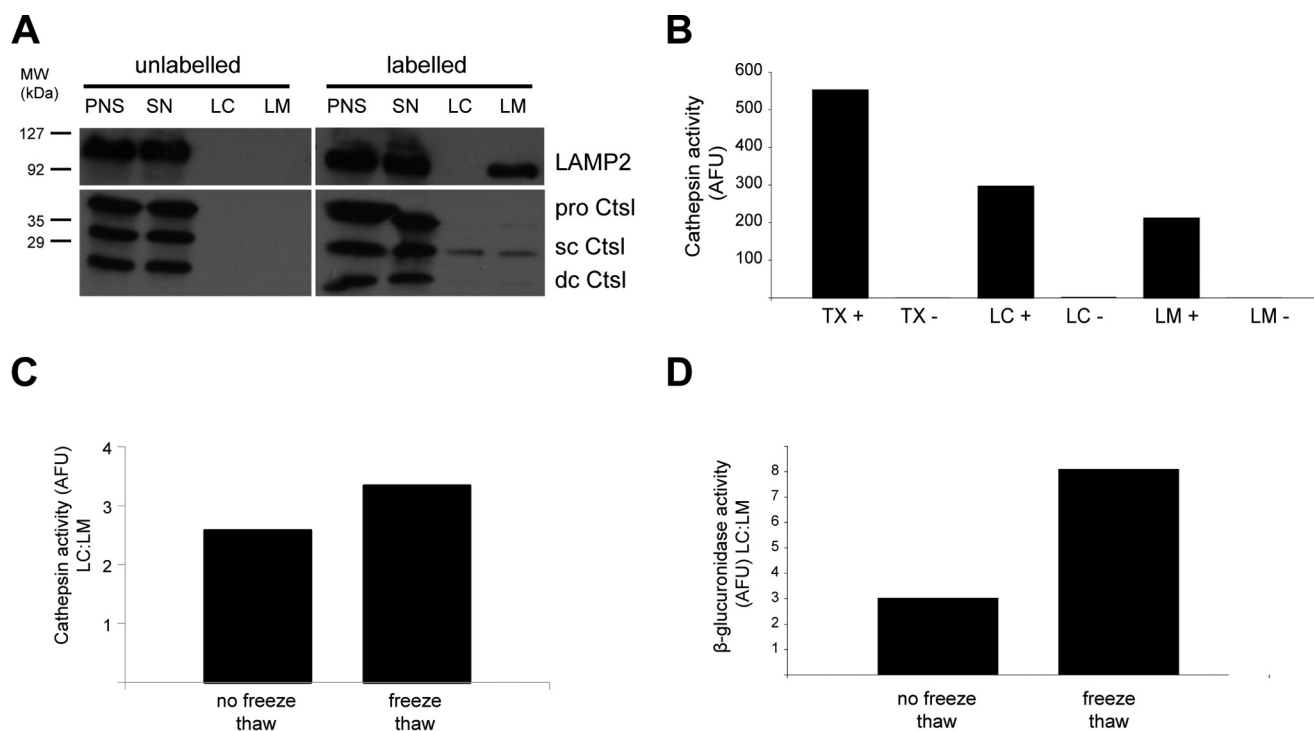 A
unlabelled labelled
MW
(kDa)
PNS SN LC LM PNS SN LC LM
127
92
LAMP2
35
29
pro Ctsl
sc Ctsl
dc Ctsl
B
Cathepsin activity
(AFU)
600
500
400
300
200
100
TX + TX - LC + LC - LM + LM -
C
Cathepsin activity (AFU)
LC:LM
4
3
2
1
no freeze
thaw
freeze
thaw
D
β-glucuronidase activity
(AFU) LC:LM
8
7
6
5
4
3
2
1
no freeze
thaw
freeze
thaw